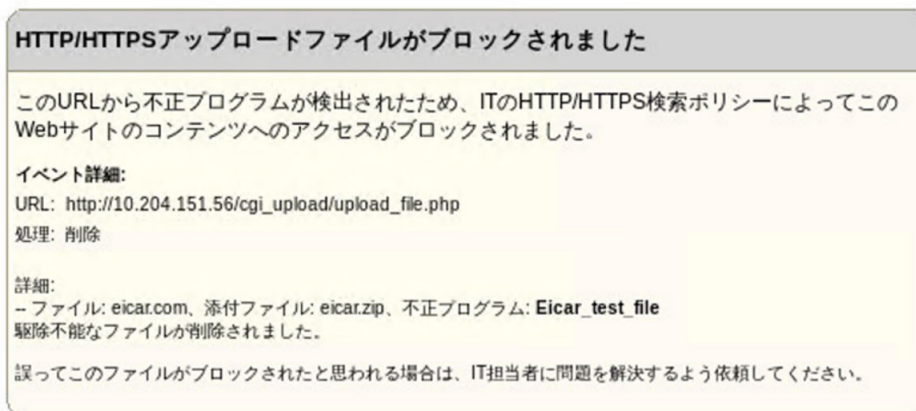 HTTP/HTTPSアップロードファイルがブロックされました
このURLから不正プログラムが検出されたため、ITのHTTP/HTTPS検索ポリシーによってこの
Webサイトのコンテンツへのアクセスがブロックされました。
イベント詳細:
URL: http://10.204.151.56/cgi_upload/upload_file.php
処理: 削除
詳細:
-- ファイル: eicar.com、添付ファイル: eicar.zip、不正プログラム: Eicar_test_file
駆除不能なファイルが削除されました。
誤ってこのファイルがブロックされたと思われる場合は、IT担当者に問題を解決するよう依頼してください。